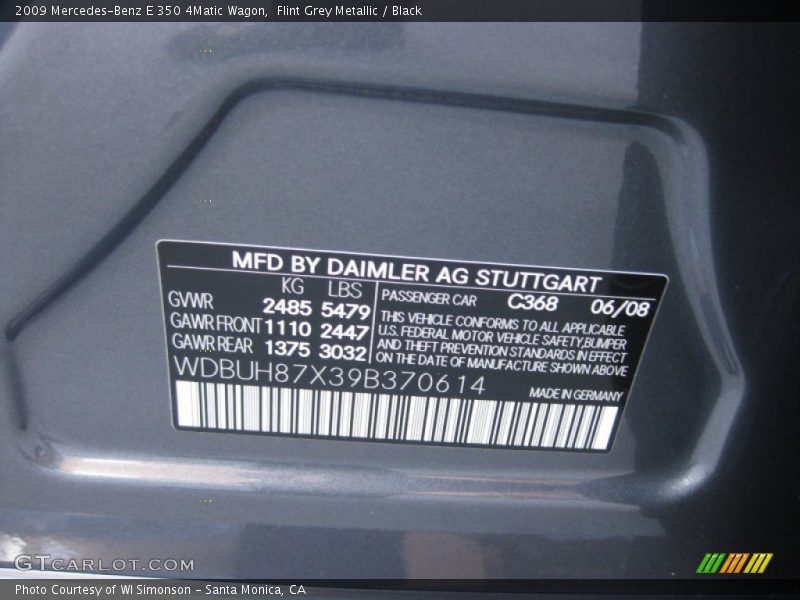 2009 Mercedes-Benz E 350 4Matic Wagon,  Flint Grey Metallic / Black
MFD BY DAIMLER AG STUTTGART
KG LBS
GVWR 2485 5479
GAWR FRONT 1110 2447
GAWR REAR 1375 3032
PASSENGER CAR C368 06/08
THIS VEHICLE CONFORMS TO ALL APPLICABLE
U.S. FEDERAL MOTOR VEHICLE SAFETY,BUMPER
AND THEFT PREVENTION STANDARDS IN EFFECT
ON THE DATE OF MANUFACTURE SHOWN ABOVE
WDBUH87X39B370614
MADE IN GERMANY
GTCARLOT.COM
Photo Courtesy of WI Simonson - Santa Monica, CA